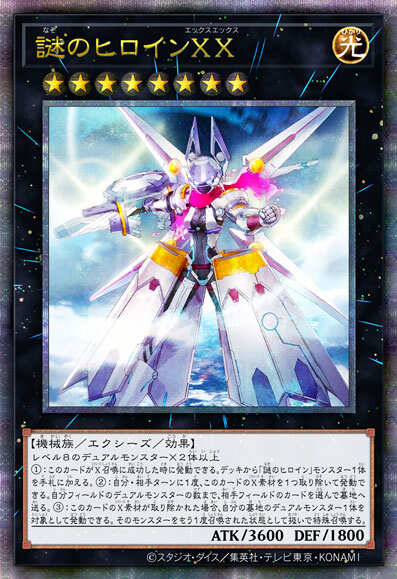 なぞ エックスエックス
謎のヒロインXX
ひかり
光
【機械族/エクシーズ/効果】
レベル8のデュアルモンスター×2体以上
①:このカードがX召喚に成功した時に発動できる。デッキから「謎のヒロイン」モンスター1体
を手札に加える。②:自分・相手ターンに1度、このカードのX素材を1つ取り除いて発動でき
る。自分フィールドのデュアルモンスターの数まで、相手フィールドのカードを選んで墓地へ
送る。③:このカードのX素材が取り除かれた場合、自分の墓地のデュアルモンスター1体を
対象として発動できる。そのモンスターをもう1度召喚された状態として扱いで特殊召喚する。
ATK/3600 DEF/1800
©スタジオ・ダイス/集英社・テレビ東京・KONAMI